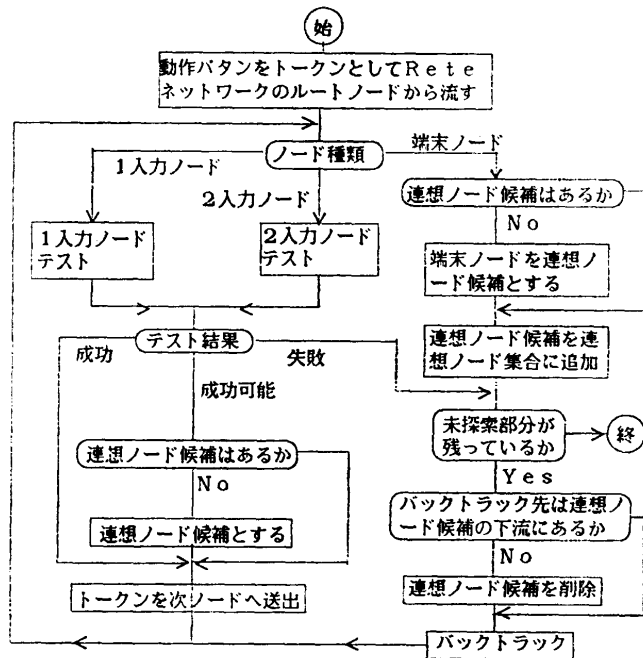 始
動作パタンをトークンとしてＲｅｔｅ
ネットワークのルートノードから流す
ノード種類
端末ノード
１入力ノード
２入力ノード
１入力ノード
テスト
２入力ノード
テスト
連想ノード候補はあるか
Ｎｏ
端末ノードを連想ノ
ード候補とする
連想ノード候補を連
想ノード集合に追加
テスト結果
成功
失敗
成功可能
連想ノード候補はあるか
Ｎｏ
連想ノード候補とする
トークンを次ノードへ送出
未探索部分が
残っているか
終
Ｙｅｓ
バックトラック先は連想ノ
ード候補の下流にあるか
Ｎｏ
連想ノード候補を削除
バックトラック